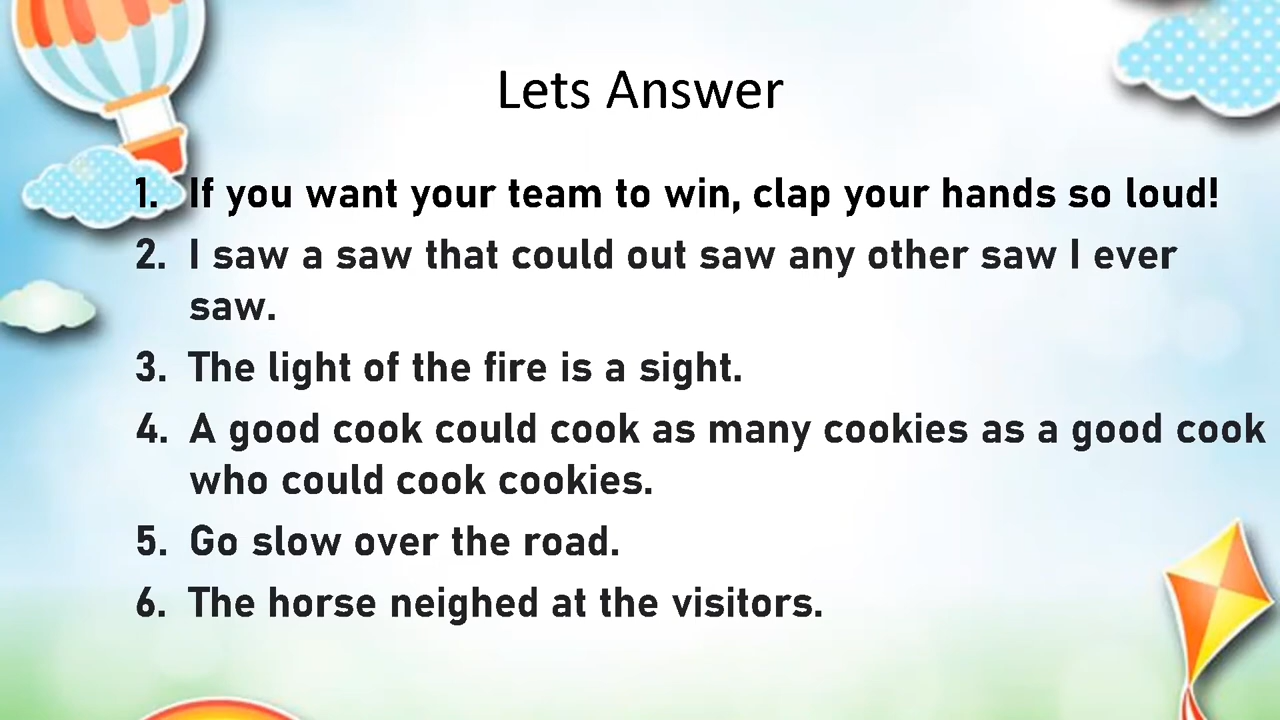 Lets Answer
1. If you want your team to win, clap your hands so loud!
2. I saw a saw that could out saw any other saw I ever
saw.
3. The light of the fire is a sight.
4. A good cook could cook as many cookies as a good cook
who could cook cookies.
5. Go slow over the road.
6. The horse neighed at the visitors.